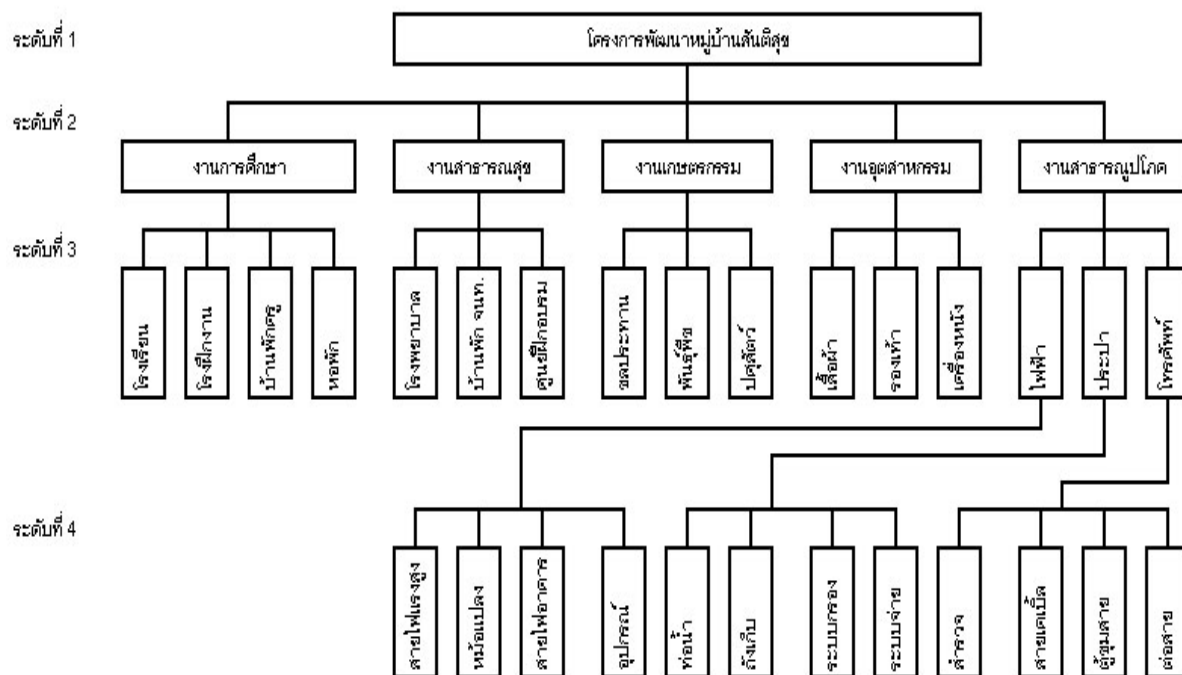 ระดับที่ 1
โครงการพัฒนาหมู่บ้านสันติสุข
ระดับที่ 2
งานการศึกษา
งานสาธารณสุข
งานเกษตรกรรม
งานอุตสาหกรรม
งานสาธารณูปโภค
ระดับที่ 3
โรงเรียน
โรงฝึกงาน
บ้านพักครู
หอพัก
โรงพยาบาล
บ้านพัก จนท.
ศูนย์ฝึกอบรม
ชลประทาน
พันธุ์พืช
ปศุสัตว์
เสื้อผ้า
รองเท้า
เครื่องหนัง
ไฟฟ้า
ประปา
โทรศัพท์
ระดับที่ 4
สายไฟแรงสูง
หม้อแปลง
สายไฟอาคาร
อุปกรณ์
ท่อน้ำ
ถังเก็บ
ระบบกรอง
ระบบจ่าย
สำรวจ
สายเคเบิ้ล
ตู้ชุมสาย
ต่อสาย